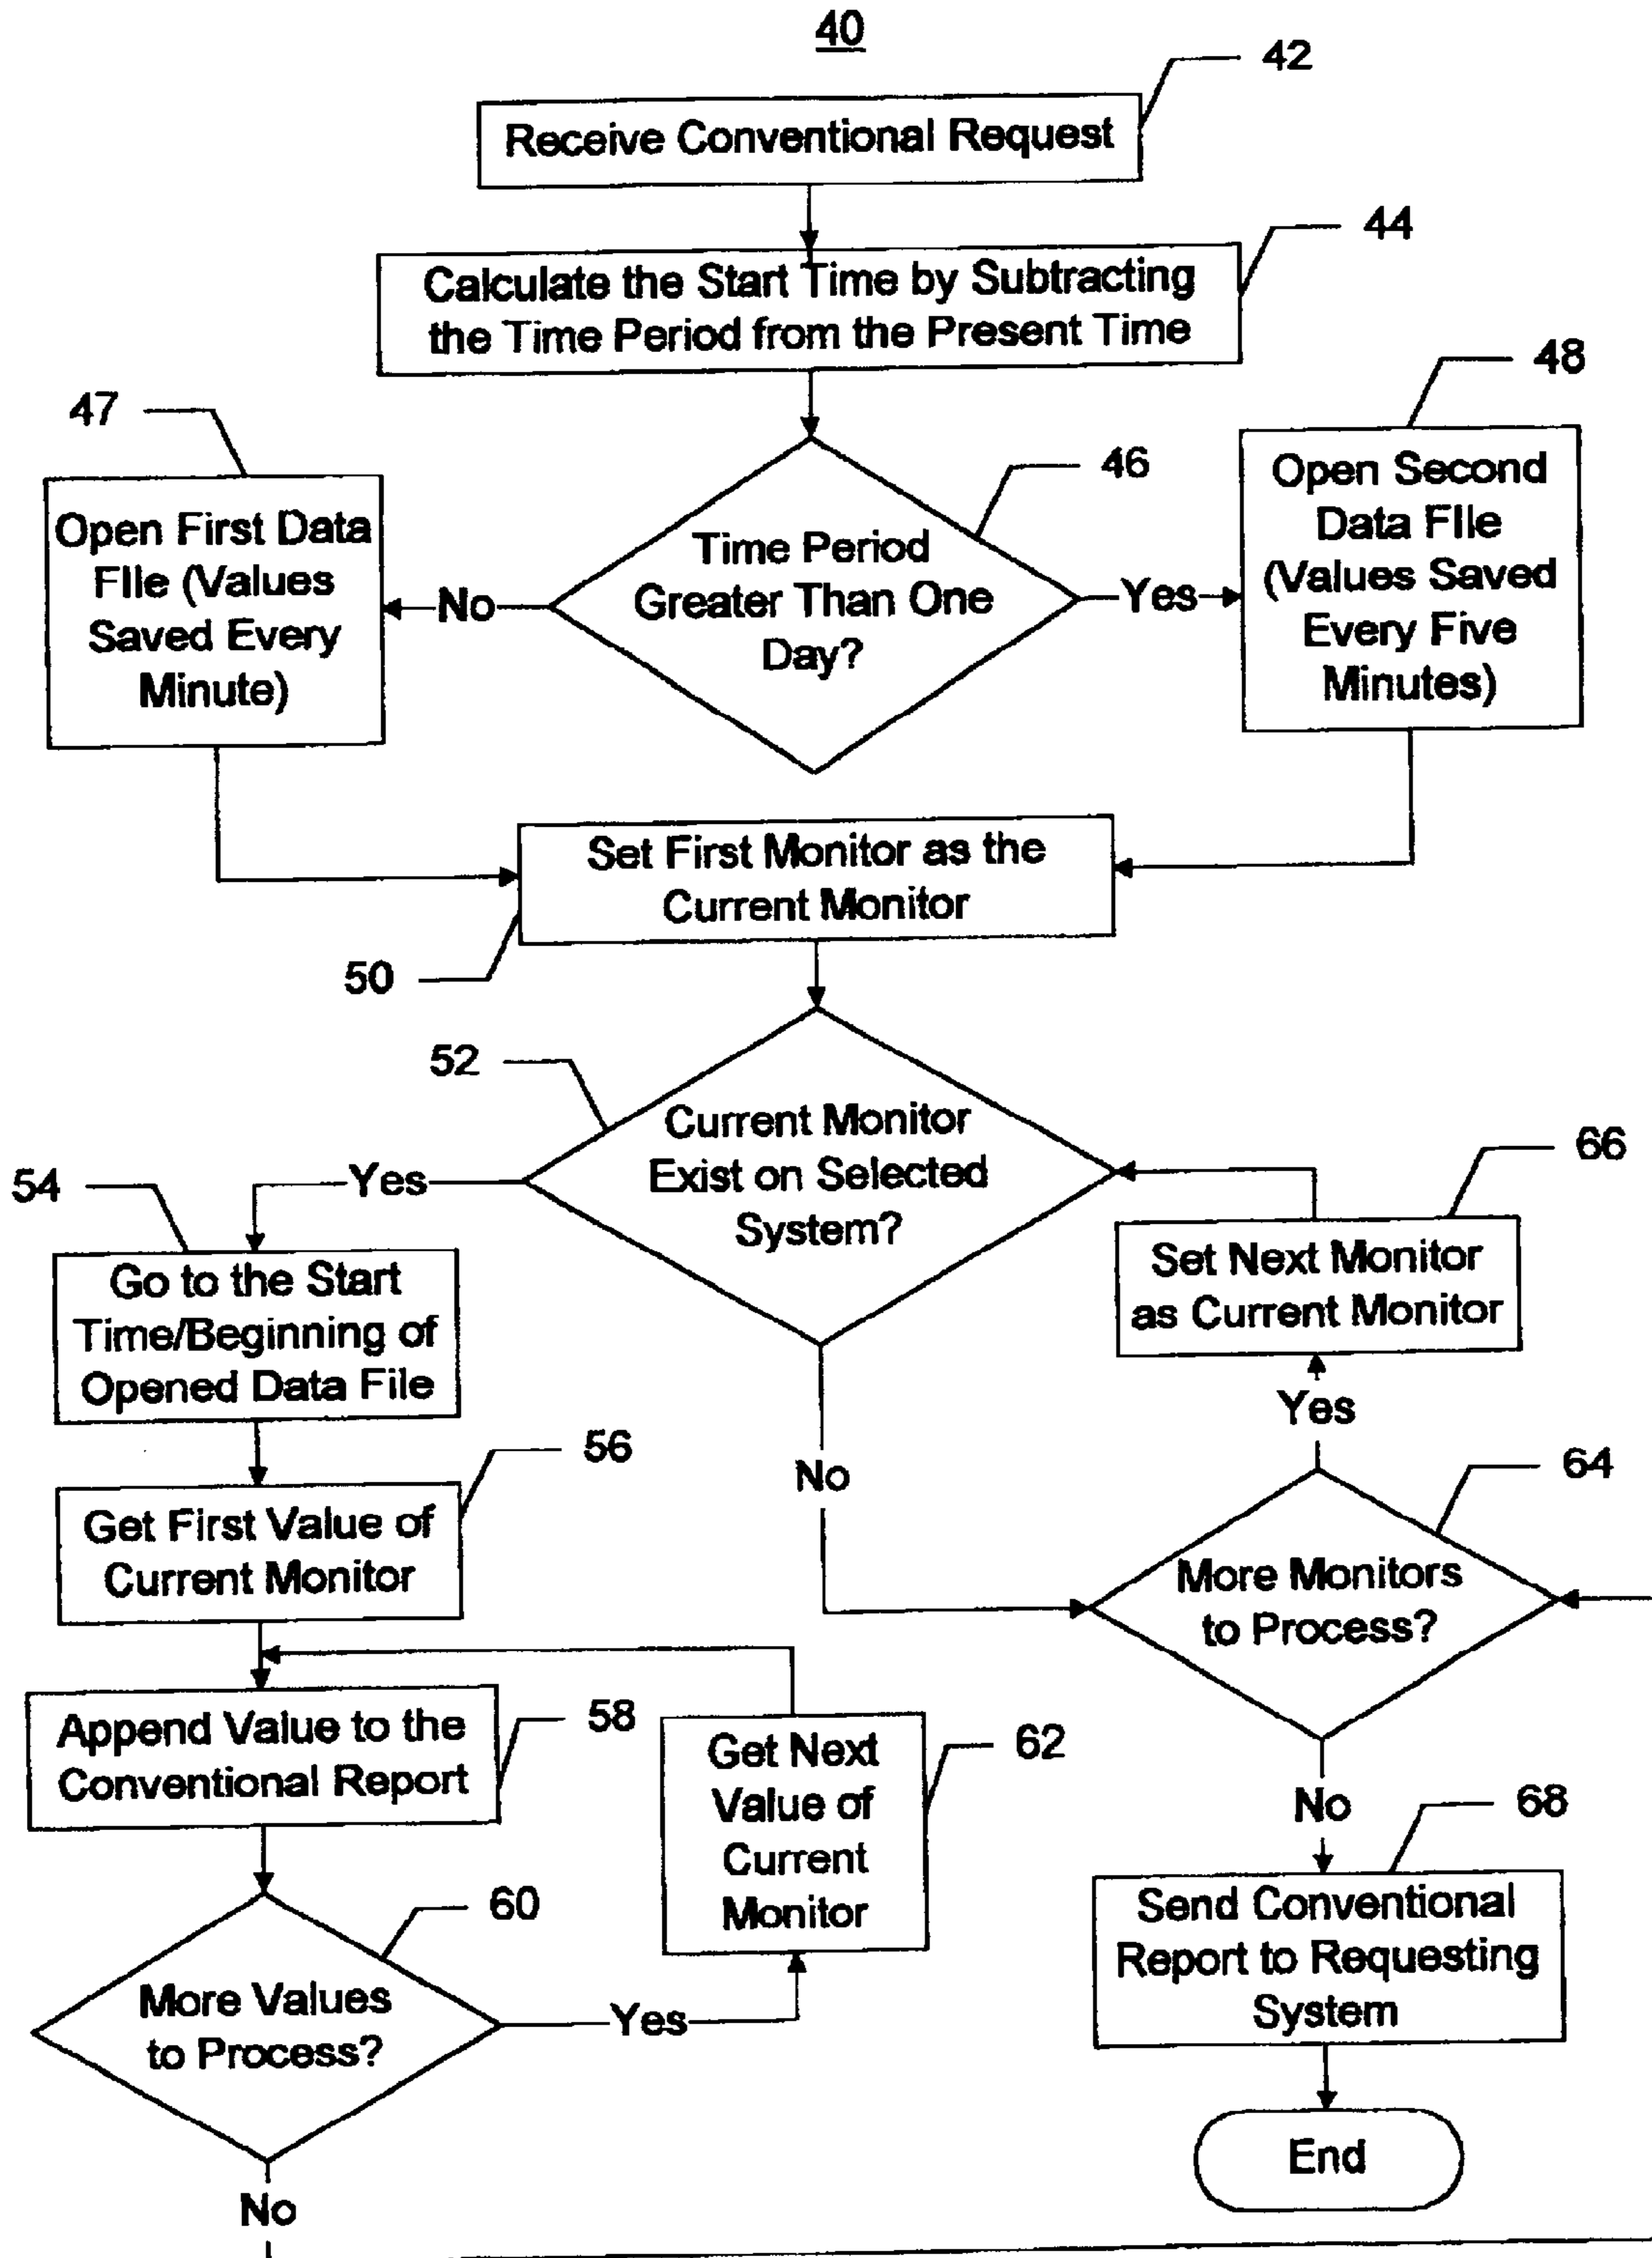 40
42
Receive Conventional Request
44
Calculate the Start Time by Subtracting
the Time Period from the Present Time
47
48
46
Open First Data
FIle (Values
Saved Every
Minute)
Time Period
Greater Than One
Day?
No
Yes
Open Second
Data FIle
(Values Saved
Every Five
Minutes)
Set First Monitor as the
Current Monitor
50
52
Current Monitor
Exist on Selected
System?
Yes
54
66
Go to the Start
Time/Beginning of
Opened Data File
Set Next Monitor
as Current Monitor
Yes
56
No
64
Get First Value of
Current Monitor
More Monitors
to Process?
Append Value to the
Conventional Report
58
Get Next
Value of
Current
Monitor
62
No
68
60
Send Conventional
Report to Requesting
System
More Values
to Process?
Yes
End
No